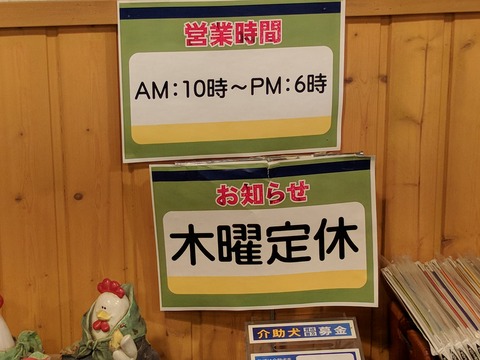 営業時間
AM:10時～PM:6時
お知らせ
木曜定休
介助犬募金